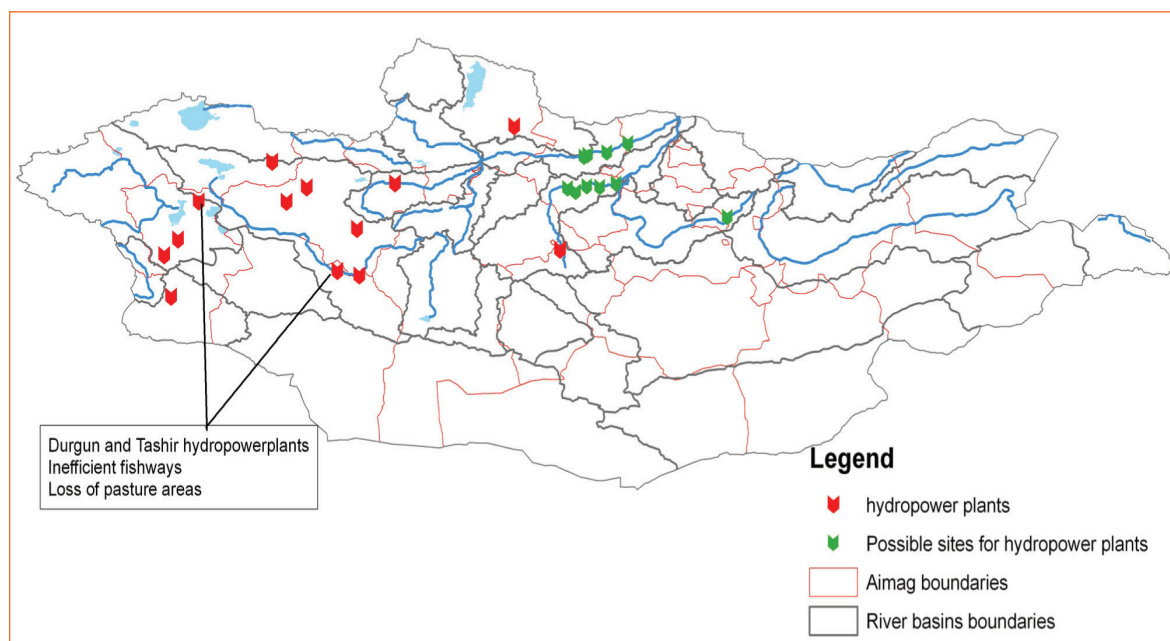 Durgun and Tashir hydropowerplants
Inefficient fishways
Loss of pasture areas
Legend
hydropower plants
Possible sites for hydropower plants
Aimag boundaries
River basins boundaries